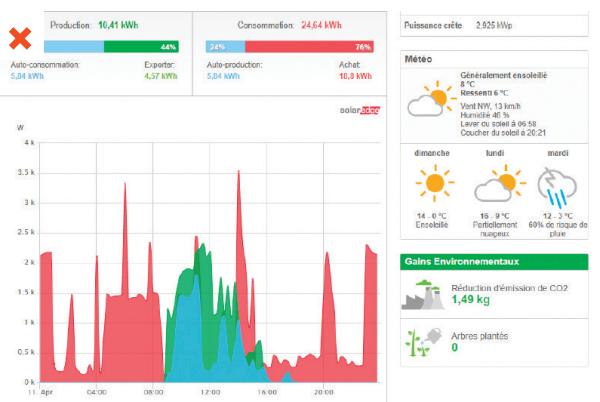 Production: 10,41 kWh
44%
Auto-consommation: Exporter:
5,84 kWh 4,57 kWh
Consommation: 24,64 kWh
24% 76%
Auto-production: Achat:
5,84 kWh 18,8 kWh
solaredge
W
4 k
3.5 k
3 k
2.5 k
2 k
1.5 k
1 k
0.5 k
0 k
11. Apr 04:00 08:00 12:00 16:00 20:00
Puissance crête 2,925 kWp
Météo
Généralement ensoleillé
8 °C
Ressenti 6 °C
Vent NW, 13 km/h
Humidité 46 %
Lever du soleil à 06:58
Coucher du soleil à 20:21
dimanche lundi mardi
14 - 0 °C 16 - 9 °C 12 - 3 °C
Ensoleillé Partiellement nuageux 60% de risque de pluie
Gains Environnementaux
Réduction d'émission de CO2
1,49 kg
Arbres plantés
0